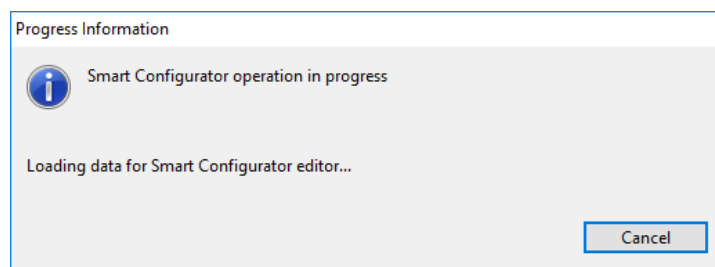 Progress Information
Smart Configurator operation in progress
Loading data for Smart Configurator editor...
Cancel